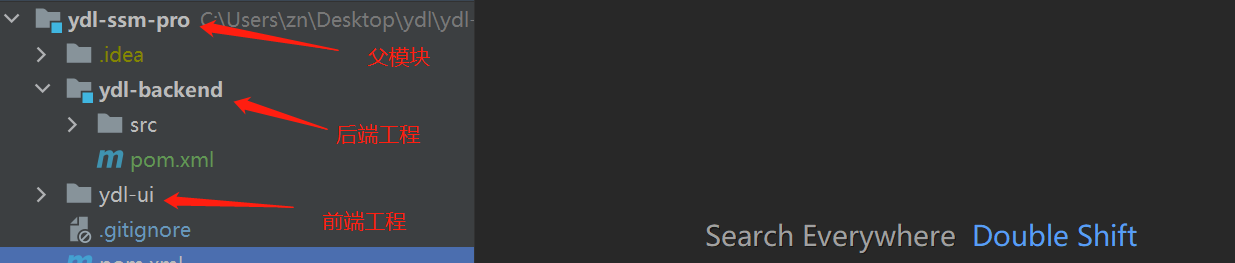 ydl-ssm-pro C:\Users\zn\Desktop\ydl\ydl-
父模块
.idea
ydl-backend
后端工程
src
pom.xml
ydl-ui
前端工程
.gitignore
pom.xml
Search Everywhere Double Shift